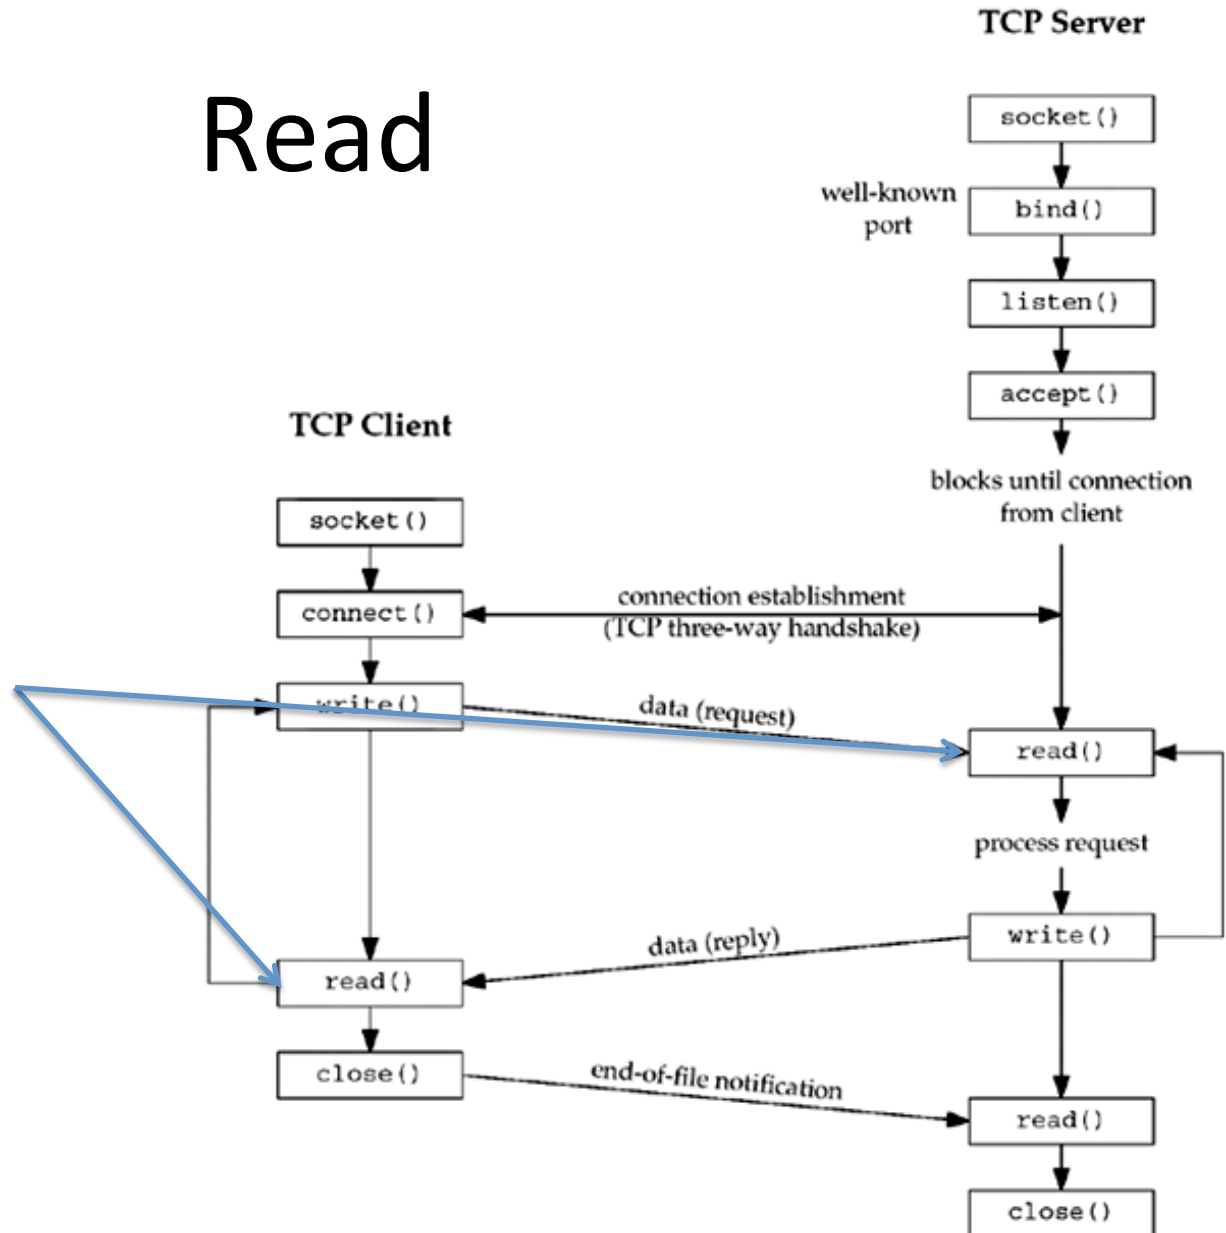 TCP Server
Read
socket()
well-known
port
bind()
listen()
accept()
TCP Client
blocks until connection
from client
socket()
connection establishment
(TCP three-way handshake)
connect()
write()
data (request)
read()
process request
write()
data (reply)
read()
close()
end-of-file notification
read()
close()